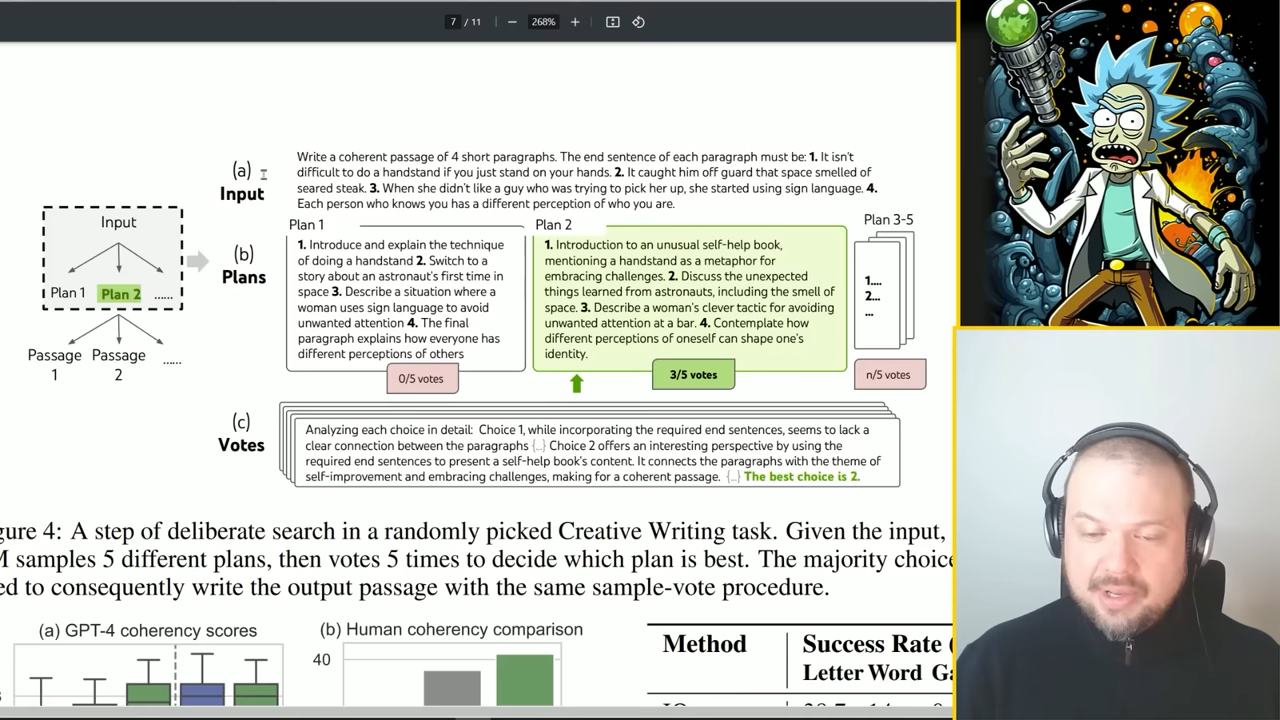 7 / 11
268%
(a)
Input
Write a coherent passage of 4 short paragraphs. The end sentence of each paragraph must be: 1. It isn't
difficult to do a handstand if you just stand on your hands. 2. It caught him off guard that space smelled of
seared steak. 3. When she didn't like a guy who was trying to pick her up, she started using sign language. 4.
Each person who knows you has a different perception of who you are.
Input
Plan 1 Plan 2 ......
Passage Passage ......
1 2
(b)
Plans
Plan 1
1. Introduce and explain the technique
of doing a handstand 2. Switch to a
story about an astronaut's first time in
space 3. Describe a situation where a
woman uses sign language to avoid
unwanted attention 4. The final
paragraph explains how everyone has
different perceptions of others
0/5 votes
Plan 2
1. Introduction to an unusual self-help book,
mentioning a handstand as a metaphor for
embracing challenges. 2. Discuss the unexpected
things learned from astronauts, including the smell of
space. 3. Describe a woman's clever tactic for avoiding
unwanted attention at a bar. 4. Contemplate how
different perceptions of oneself can shape one's
identity.
3/5 votes
Plan 3-5
1....
2...
...
n/5 votes
(c)
Votes
Analyzing each choice in detail: Choice 1, while incorporating the required end sentences, seems to lack a
clear connection between the paragraphs {...} Choice 2 offers an interesting perspective by using the
required end sentences to present a self-help book's content. It connects the paragraphs with the theme of
self-improvement and embracing challenges, making for a coherent passage. {...} The best choice is 2.
gure 4: A step of deliberate search in a randomly picked Creative Writing task. Given the input,
M samples 5 different plans, then votes 5 times to decide which plan is best. The majority choice
ed to consequently write the output passage with the same sample-vote procedure.
(a) GPT-4 coherency scores
(b) Human coherency comparison
40
Method Success Rate (
Letter Word Ga